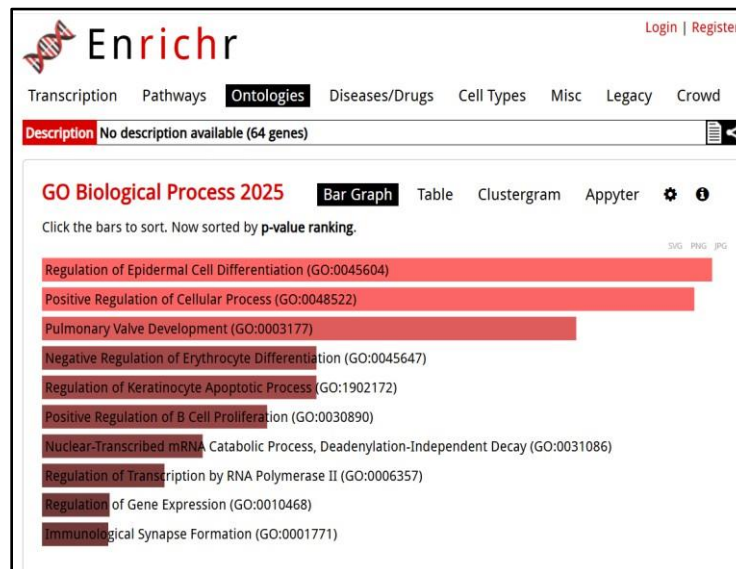 Enrichr
Login | Register
Transcription Pathways Ontologies Diseases/Drugs Cell Types Misc Legacy Crowd
Description No description available (64 genes)
GO Biological Process 2025 Bar Graph Table Clustergram Appyter
Click the bars to sort. Now sorted by p-value ranking.
SVG PNG JPG
Regulation of Epidermal Cell Differentiation (GO:0045604)
Positive Regulation of Cellular Process (GO:0048522)
Pulmonary Valve Development (GO:0003177)
Negative Regulation of Erythrocyte Differentiation (GO:0045647)
Regulation of Keratinocyte Apoptotic Process (GO:1902172)
Positive Regulation of B Cell Proliferation (GO:0030890)
Nuclear-Transcribed mRNA Catabolic Process, Deadenylation-Independent Decay (GO:0031086)
Regulation of Transcription by RNA Polymerase II (GO:0006357)
Regulation of Gene Expression (GO:0010468)
Immunological Synapse Formation (GO:0001771)